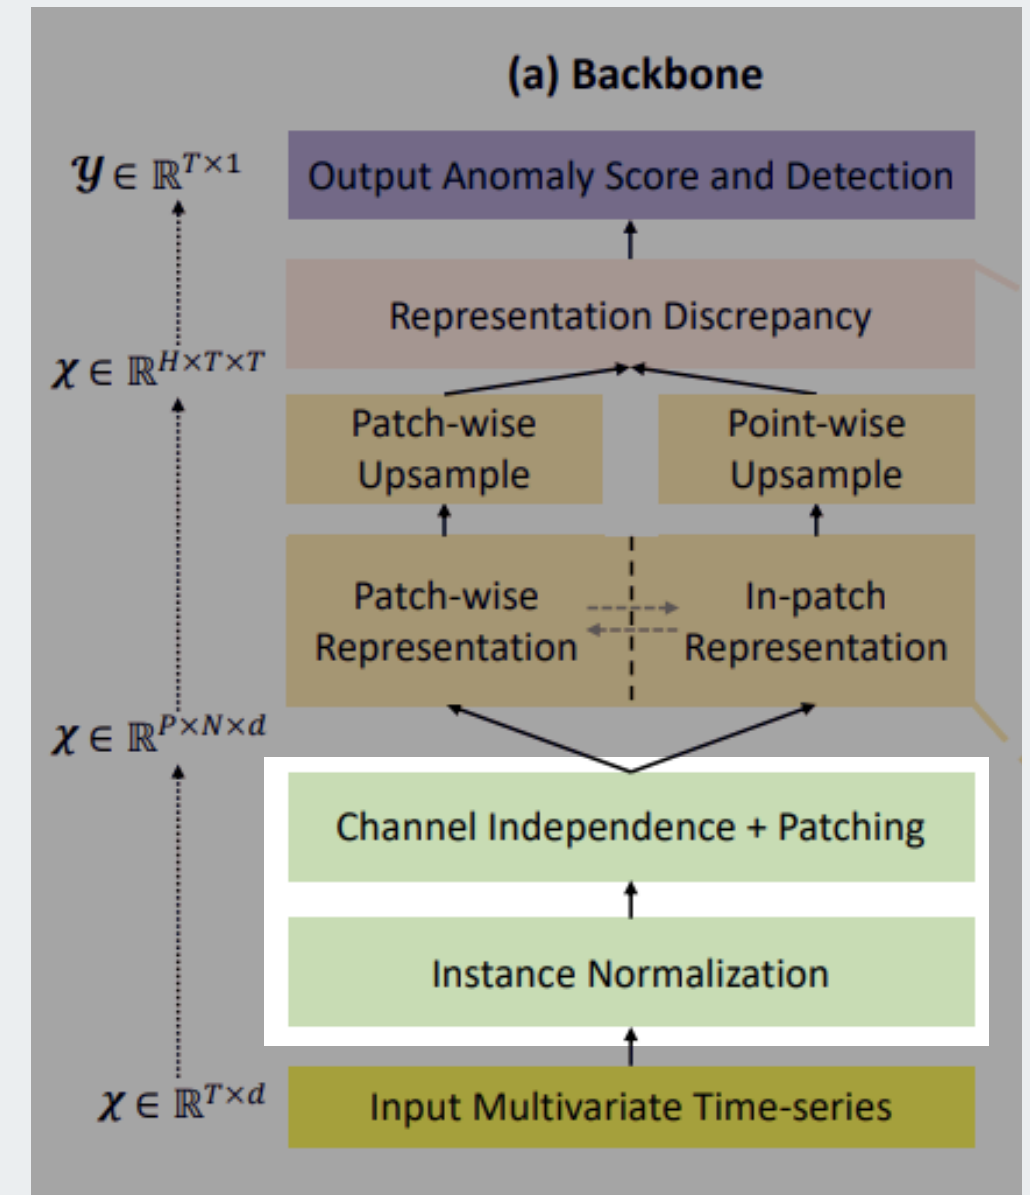 (a) Backbone
𝓨 ∈ ℝ^{T×1}
Output Anomaly Score and Detection
Representation Discrepancy
𝓧 ∈ ℝ^{H×T×T}
Patch-wise
Upsample
Point-wise
Upsample
Patch-wise
Representation
In-patch
Representation
𝓧 ∈ ℝ^{P×N×d}
Channel Independence + Patching
Instance Normalization
𝓧 ∈ ℝ^{T×d}
Input Multivariate Time-series